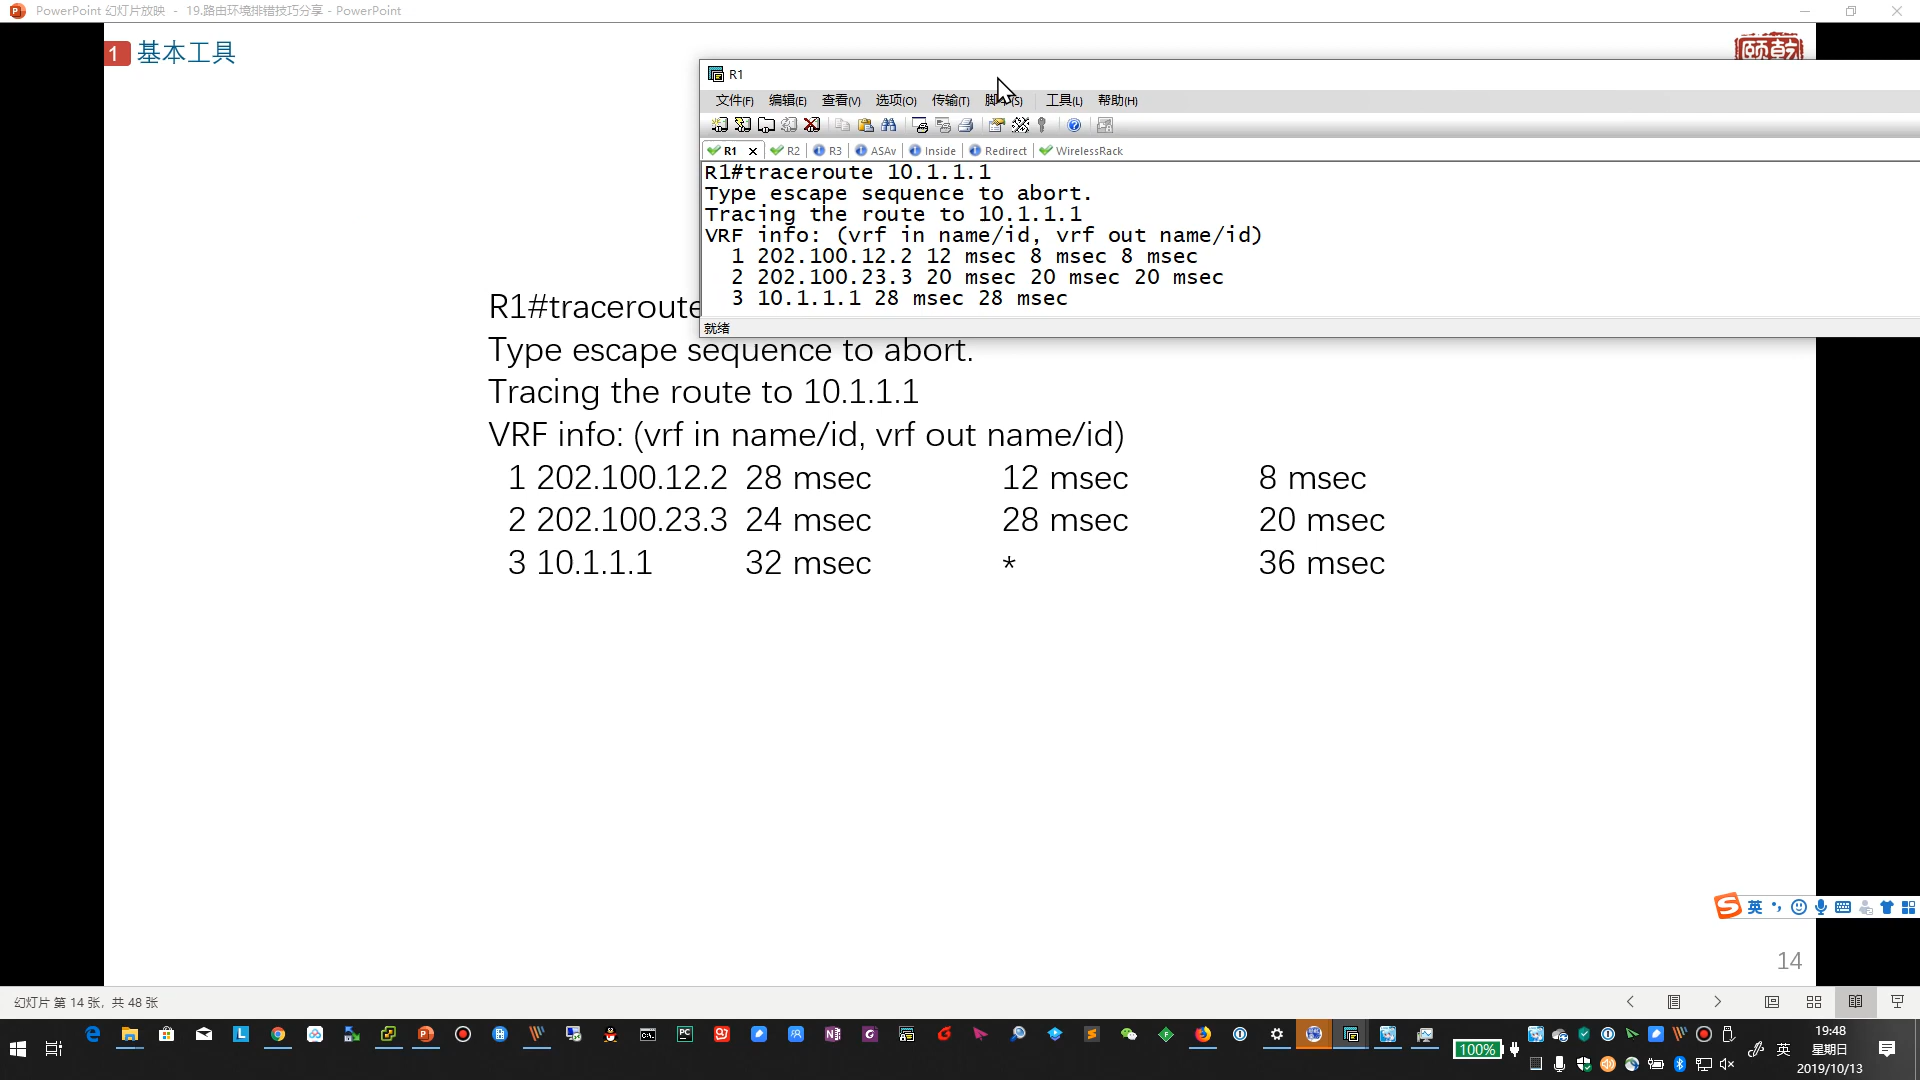 PowerPoint 幻灯片放映 - 19.路由环境排错技巧分享 - PowerPoint
1 基本工具
颐乾
R1
文件(F) 编辑(E) 查看(V) 选项(O) 传输(T) 脚本(S) 工具(L) 帮助(H)
R1 R2 R3 ASAv Inside Redirect WirelessRack
R1#traceroute 10.1.1.1
Type escape sequence to abort.
Tracing the route to 10.1.1.1
VRF info: (vrf in name/id, vrf out name/id)
1 202.100.12.2 12 msec 8 msec 8 msec
2 202.100.23.3 20 msec 20 msec 20 msec
3 10.1.1.1 28 msec 28 msec
就绪
R1#traceroute
Type escape sequence to abort.
Tracing the route to 10.1.1.1
VRF info: (vrf in name/id, vrf out name/id)
1 202.100.12.2 28 msec 12 msec 8 msec
2 202.100.23.3 24 msec 28 msec 20 msec
3 10.1.1.1 32 msec * 36 msec
英
14
幻灯片 第 14 张，共 48 张
100%
英
19:48
星期日
2019/10/13